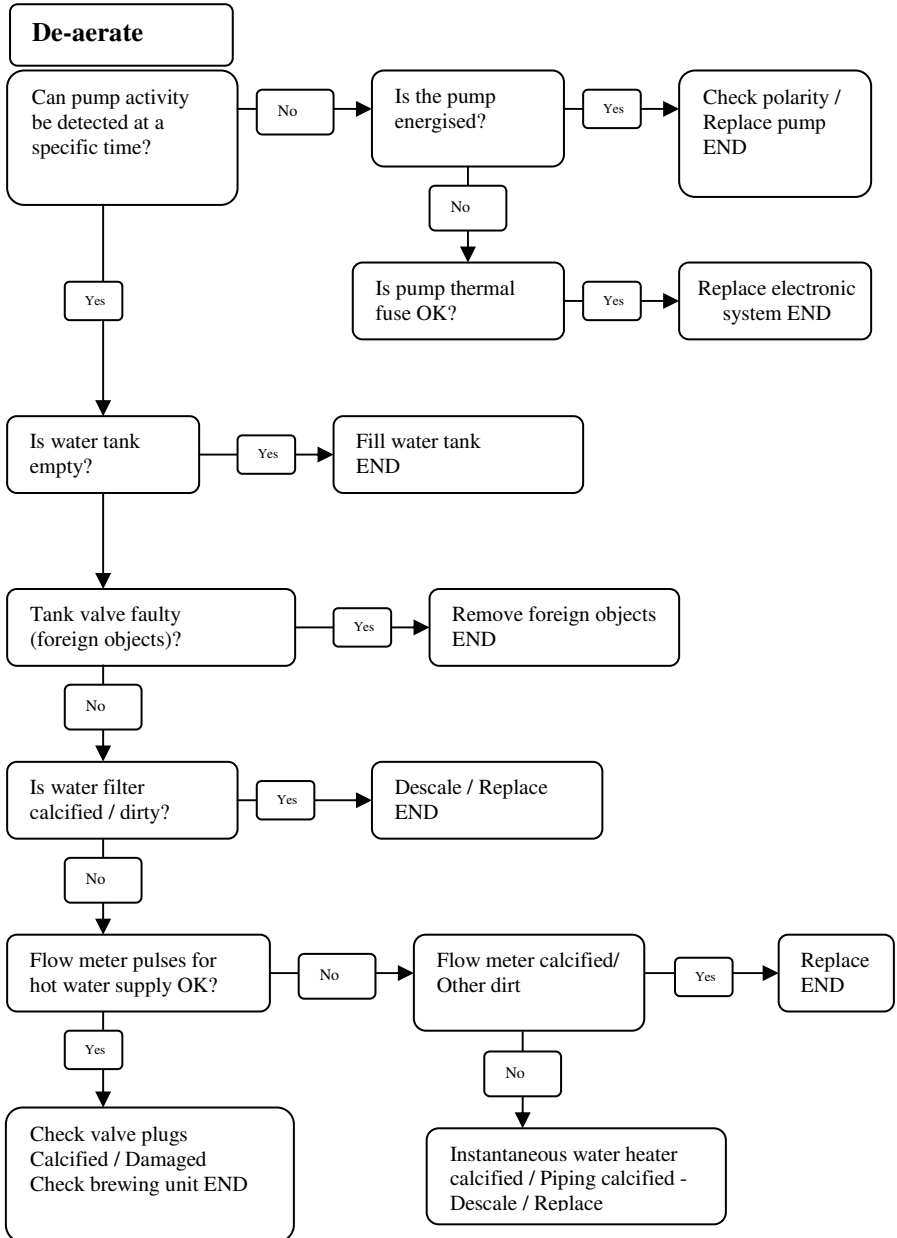 De-aerate
Can pump activity
be detected at a
specific time?
No
Is the pump
energised?
Yes
Check polarity /
Replace pump
END
No
Is pump thermal
fuse OK?
Yes
Replace electronic
system END
Yes
Is water tank
empty?
Yes
Fill water tank
END
Tank valve faulty
(foreign objects)?
Yes
Remove foreign objects
END
No
Is water filter
calcified / dirty?
Yes
Descale / Replace
END
No
Flow meter pulses for
hot water supply OK?
No
Flow meter calcified/
Other dirt
Yes
Replace
END
Yes
Check valve plugs
Calcified / Damaged
Check brewing unit END
No
Instantaneous water heater
calcified / Piping calcified -
Descale / Replace